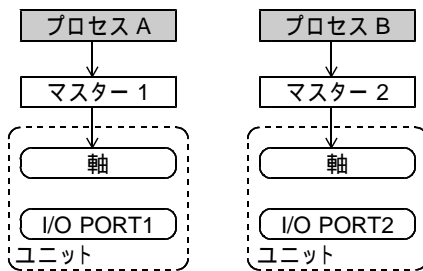 プロセス A
マスター 1
軸
I/O PORT1
ユニット
プロセス B
マスター 2
軸
I/O PORT2
ユニット